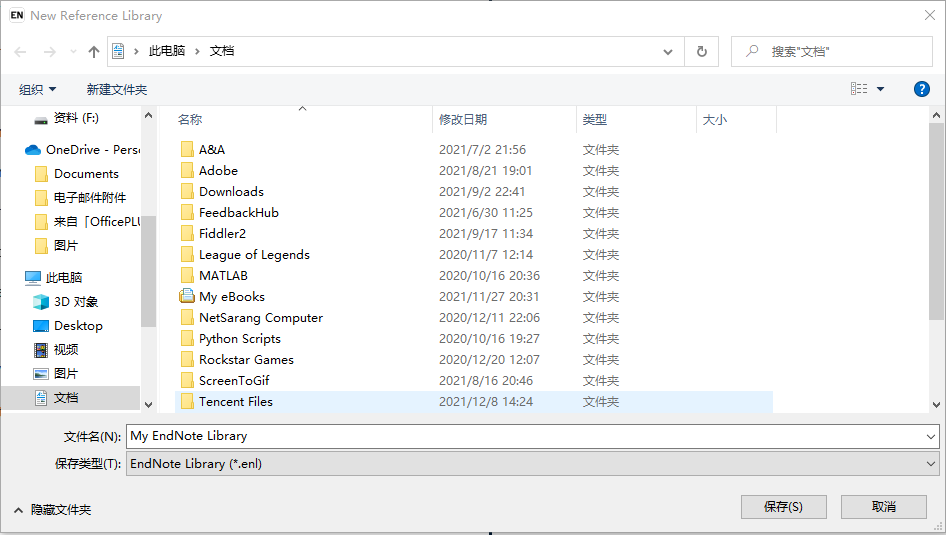 EN New Reference Library
此电脑 文档
搜索"文档"
组织 新建文件夹
?
资料 (F:)
OneDrive - Perso
Documents
电子邮件附件
来自「OfficePLU
图片
此电脑
3D 对象
Desktop
视频
图片
文档
名称 修改日期 类型 大小
A&A 2021/7/2 21:56 文件夹
Adobe 2021/8/21 19:01 文件夹
Downloads 2021/9/2 22:41 文件夹
FeedbackHub 2021/6/30 11:25 文件夹
Fiddler2 2021/9/17 11:34 文件夹
League of Legends 2020/11/7 12:14 文件夹
MATLAB 2020/10/16 20:36 文件夹
My eBooks 2021/11/27 20:31 文件夹
NetSarang Computer 2020/12/11 22:06 文件夹
Python Scripts 2020/10/16 19:27 文件夹
Rockstar Games 2020/12/20 12:07 文件夹
ScreenToGif 2021/8/16 20:46 文件夹
Tencent Files 2021/12/8 14:24 文件夹
文件名(N): My EndNote Library
保存类型(T): EndNote Library (*.enl)
隐藏文件夹
保存(S) 取消